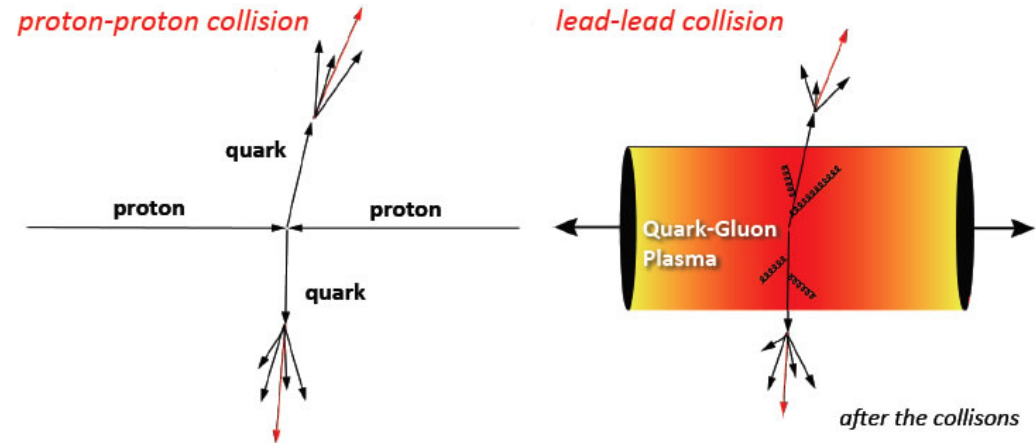 proton-proton collision
quark
proton
proton
quark
lead-lead collision
Quark-Gluon
Plasma
after the collisons